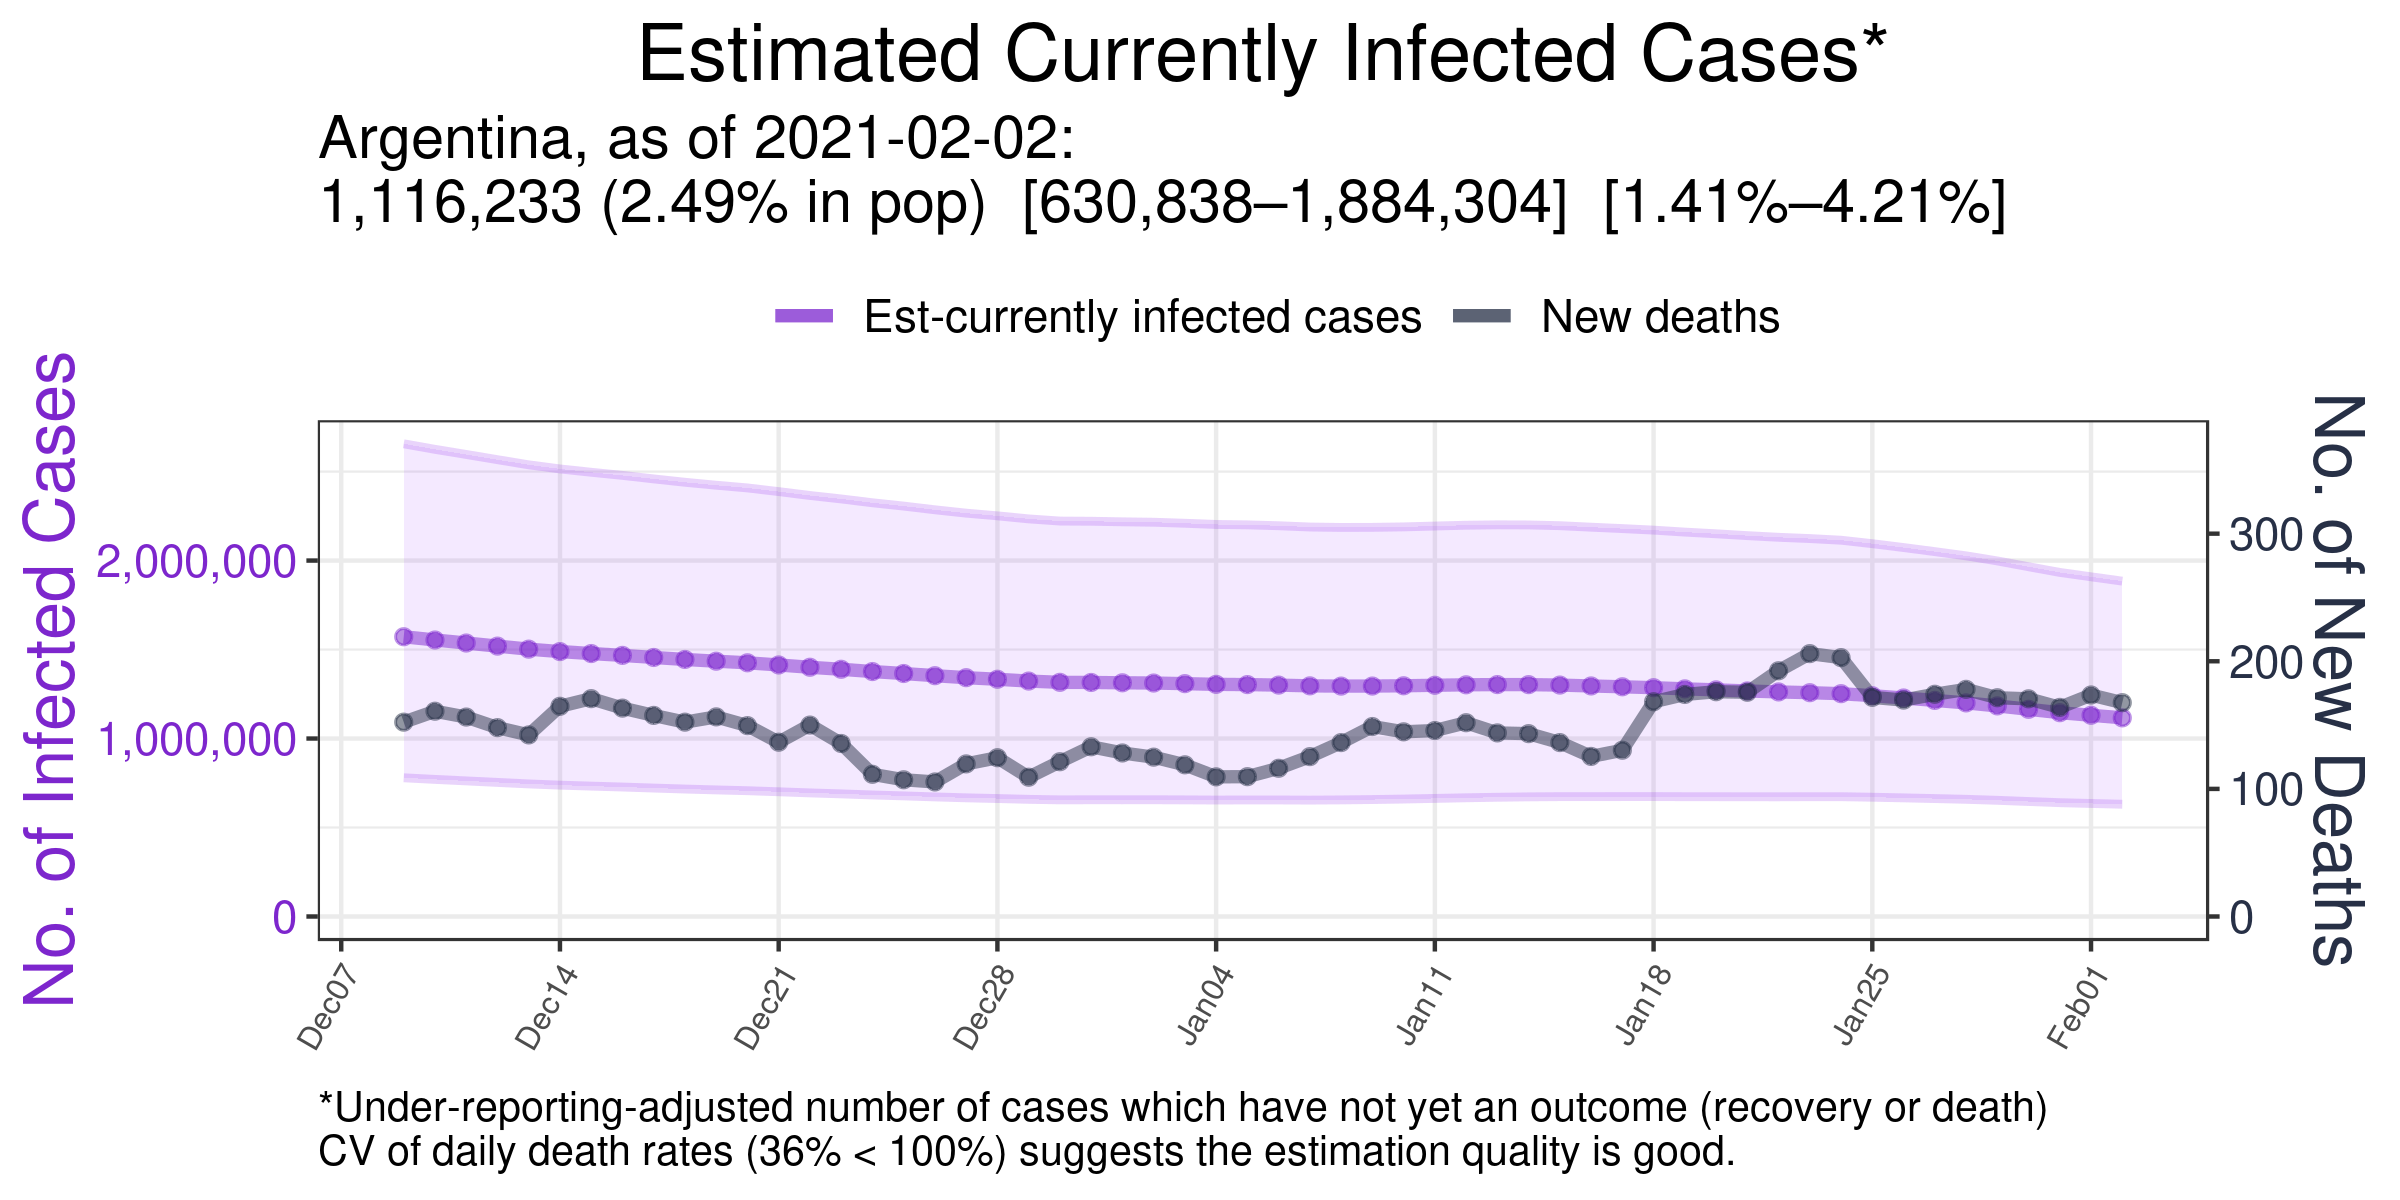 Estimated Currently Infected Cases*
Argentina, as of 2021-02-02:
1,116,233 (2.49% in pop)  [630,838–1,884,304]  [1.41%–4.21%]
Est-currently infected cases
New deaths
No. of Infected Cases
2,000,000
1,000,000
0
300
200
100
0
No. of New Deaths
Dec07
Dec14
Dec21
Dec28
Jan04
Jan11
Jan18
Jan25
Feb01
*Under-reporting-adjusted number of cases which have not yet an outcome (recovery or death)
CV of daily death rates (36% < 100%) suggests the estimation quality is good.